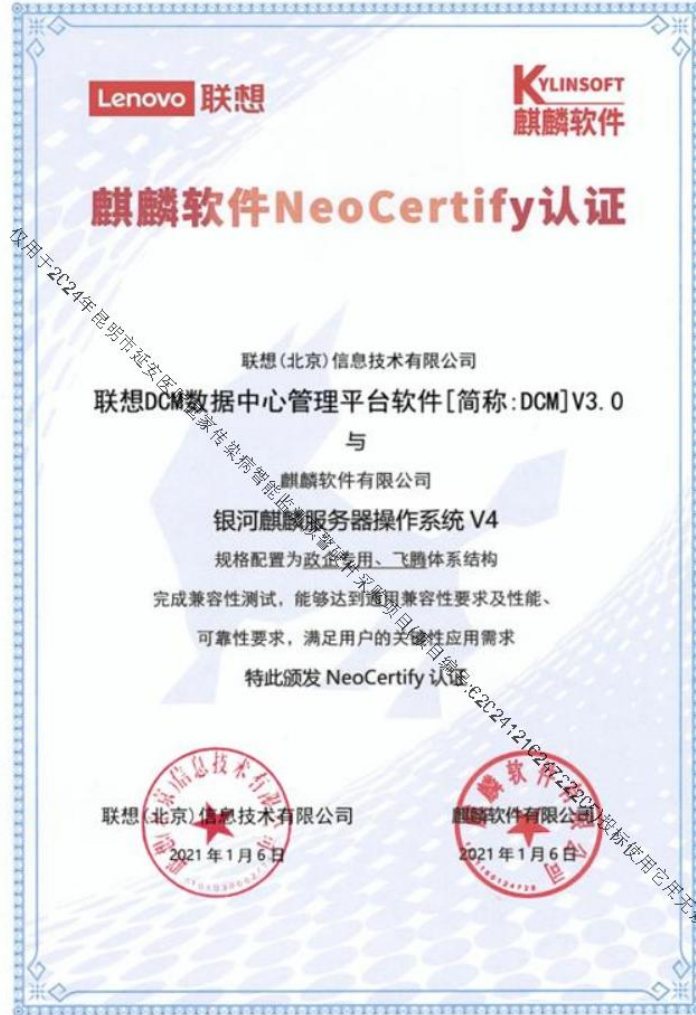 Lenovo 联想
KYLINSOFT
麒麟软件
麒麟软件NeoCertify认证
联想(北京)信息技术有限公司
联想DCM数据中心管理平台软件[简称:DCM]V3.0
与
麒麟软件有限公司
银河麒麟服务器操作系统 V4
规格配置为政企专用、飞腾体系结构
完成兼容性测试，能够达到通用兼容性要求及性能、
可靠性要求，满足用户的关键性应用需求
特此颁发 NeoCertify 认证
联想(北京)信息技术有限公司
2021年1月6日
麒麟软件有限公司
2021年1月6日